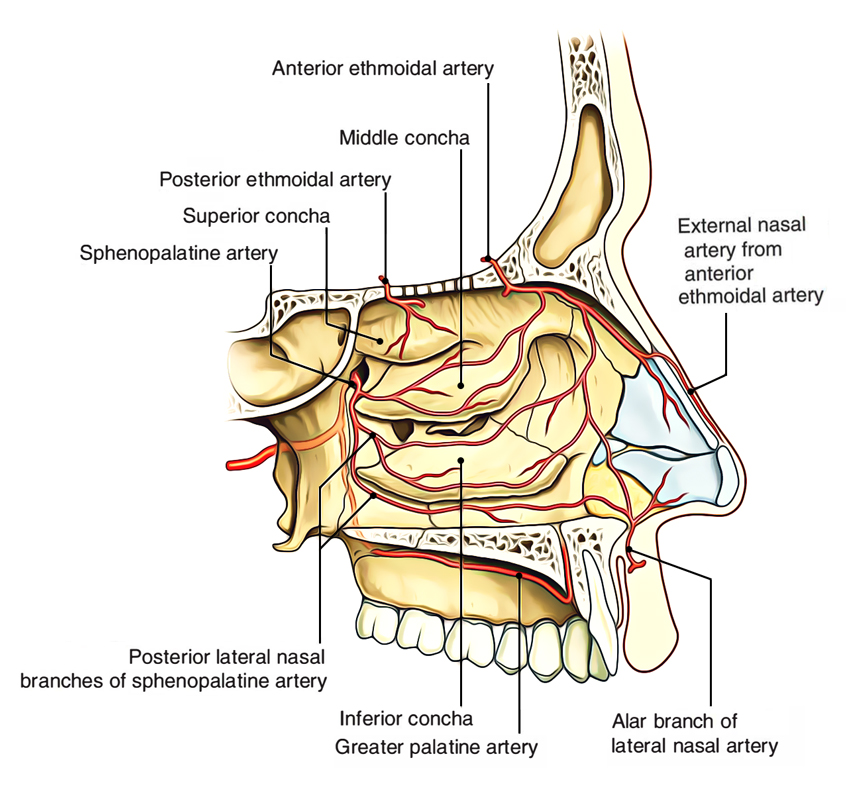 Anterior ethmoidal artery
Middle concha
Posterior ethmoidal artery
Superior concha
Sphenopalatine artery
External nasal
artery from
anterior
ethmoidal artery
Posterior lateral nasal
branches of sphenopalatine artery
Inferior concha
Greater palatine artery
Alar branch of
lateral nasal artery